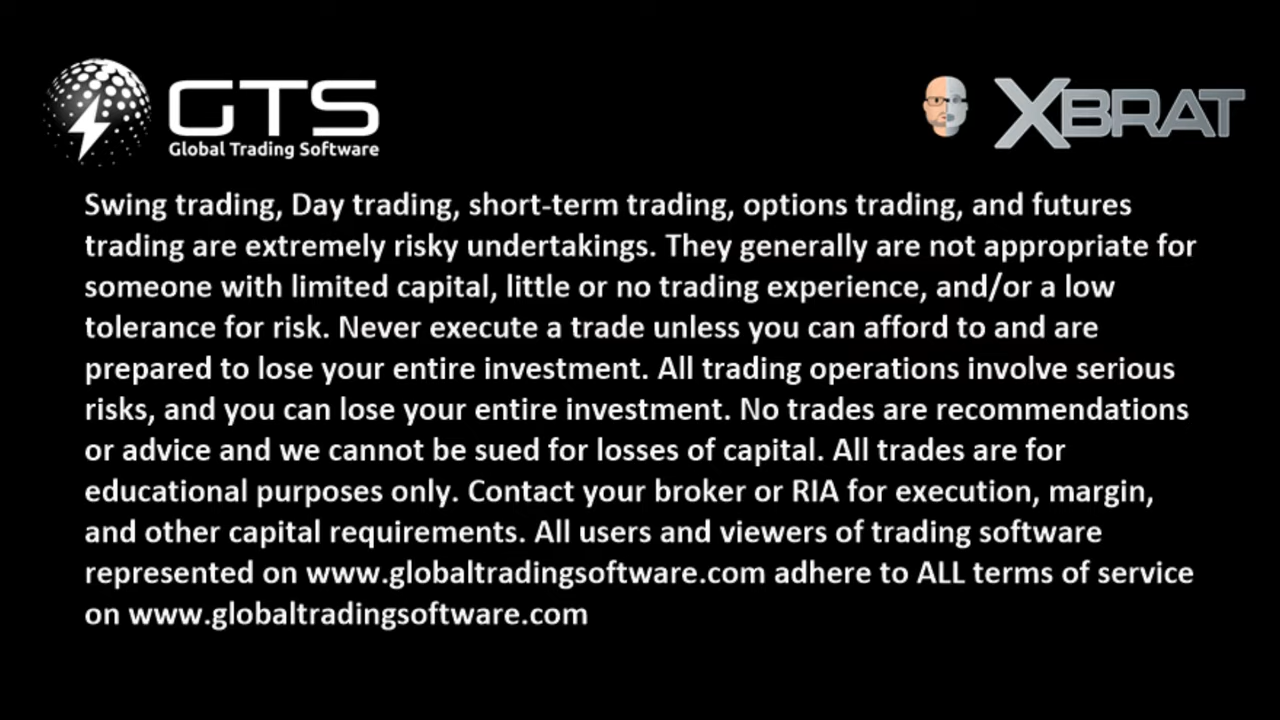 GTS
Global Trading Software
XBRAT
Swing trading, Day trading, short-term trading, options trading, and futures
trading are extremely risky undertakings. They generally are not appropriate for
someone with limited capital, little or no trading experience, and/or a low
tolerance for risk. Never execute a trade unless you can afford to and are
prepared to lose your entire investment. All trading operations involve serious
risks, and you can lose your entire investment. No trades are recommendations
or advice and we cannot be sued for losses of capital. All trades are for
educational purposes only. Contact your broker or RIA for execution, margin,
and other capital requirements. All users and viewers of trading software
represented on www.globaltradingsoftware.com adhere to ALL terms of service
on www.globaltradingsoftware.com